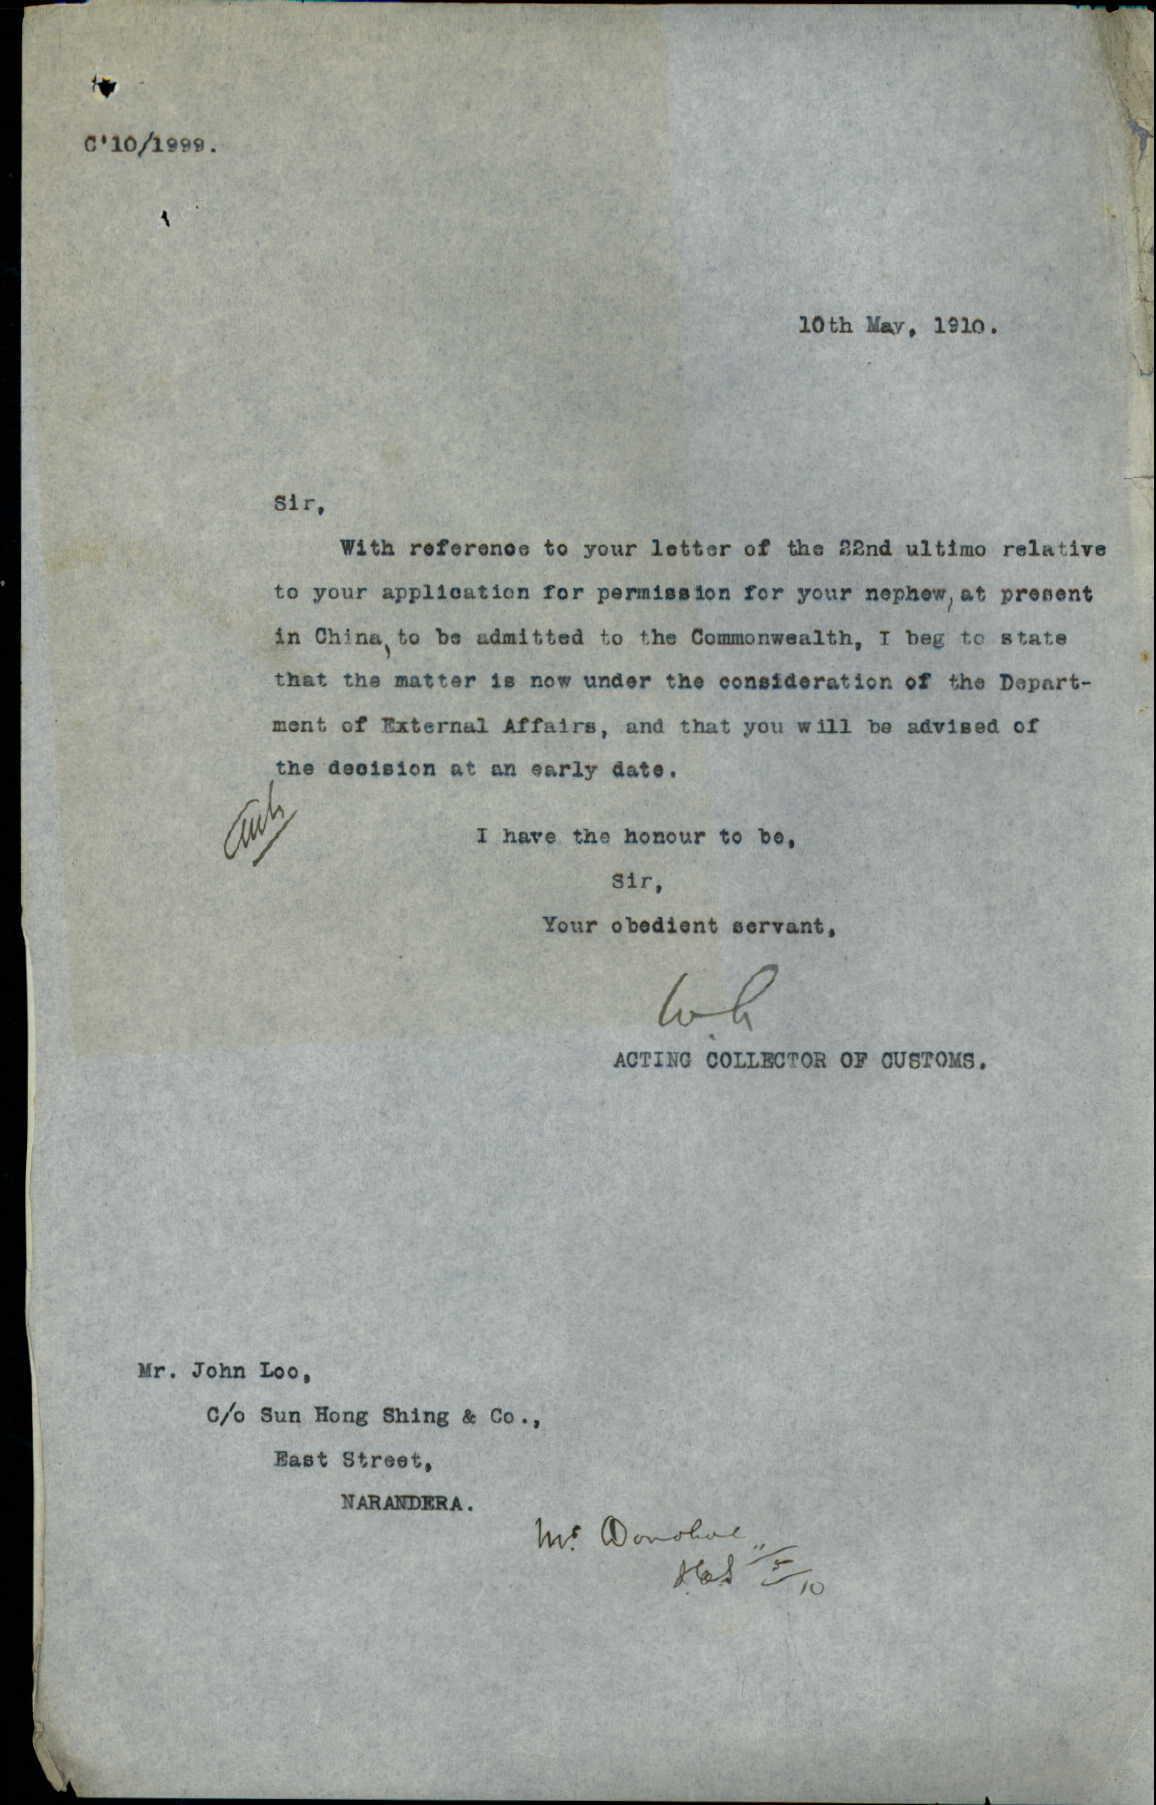 C'10/1999.
10th May, 1910.
Sir,
With reference to your letter of the 22nd ultimo relative
to your application for permission for your nephew, at present
in China, to be admitted to the Commonwealth, I beg to state
that the matter is now under the consideration of the Depart-
ment of External Affairs, and that you will be advised of
the decision at an early date.
I have the honour to be,
Sir,
Your obedient servant,
ACTING COLLECTOR OF CUSTOMS.
Mr. John Loo,
C/o Sun Hong Shing & Co.,
East Street,
NARANDERA.
Mr. Donohoe
11/5/10